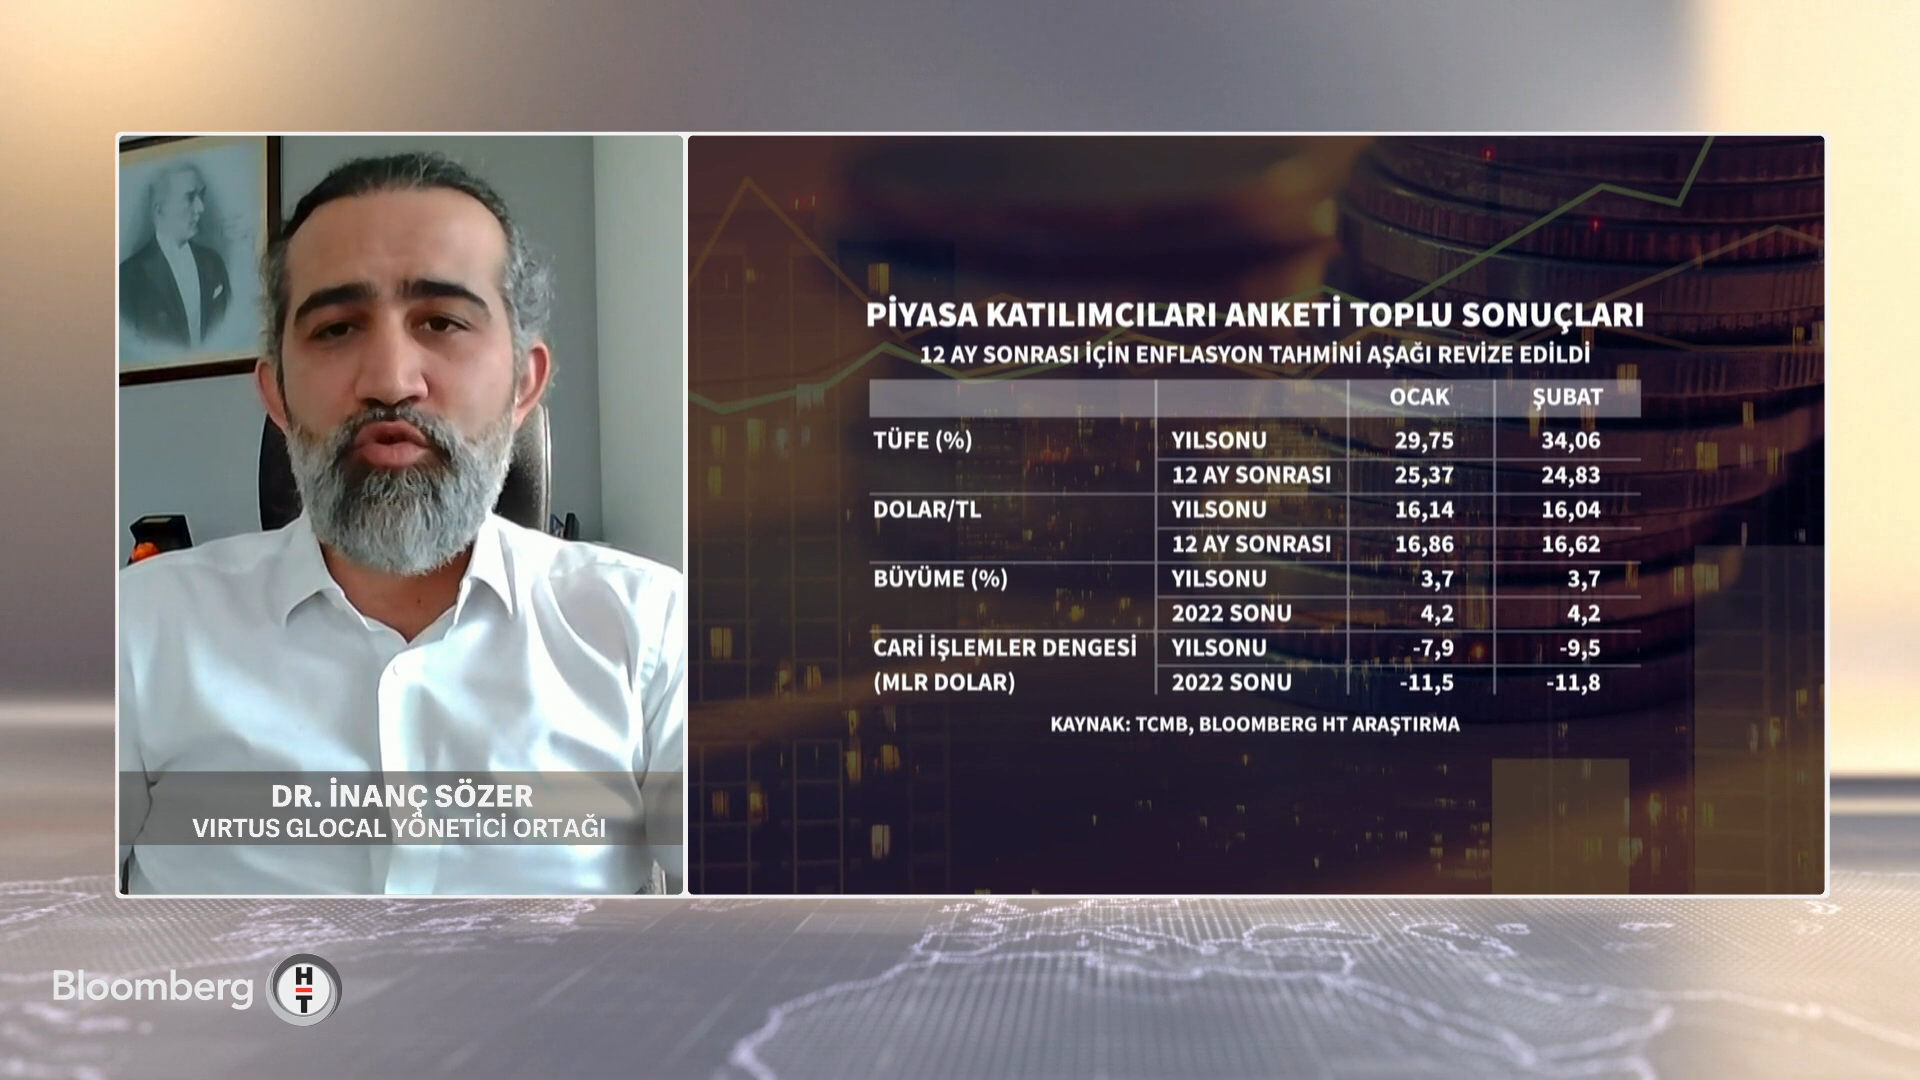 PİYASA KATILIMCILARI ANKETİ TOPLU SONUÇLARI
12 AY SONRASI İÇİN ENFLASYON TAHMİNİ AŞAĞI REVİZE EDİLDİ
OCAK ŞUBAT
TÜFE (%) YILSONU 29,75 34,06
12 AY SONRASI 25,37 24,83
DOLAR/TL YILSONU 16,14 16,04
12 AY SONRASI 16,86 16,62
BÜYÜME (%) YILSONU 3,7 3,7
2022 SONU 4,2 4,2
CARİ İŞLEMLER DENGESİ YILSONU -7,9 -9,5
(MLR DOLAR) 2022 SONU -11,5 -11,8
KAYNAK: TCMB, BLOOMBERG HT ARAŞTIRMA
DR. İNANÇ SÖZER
VIRTUS GLOCAL YÖNETİCİ ORTAĞI
Bloomberg HT